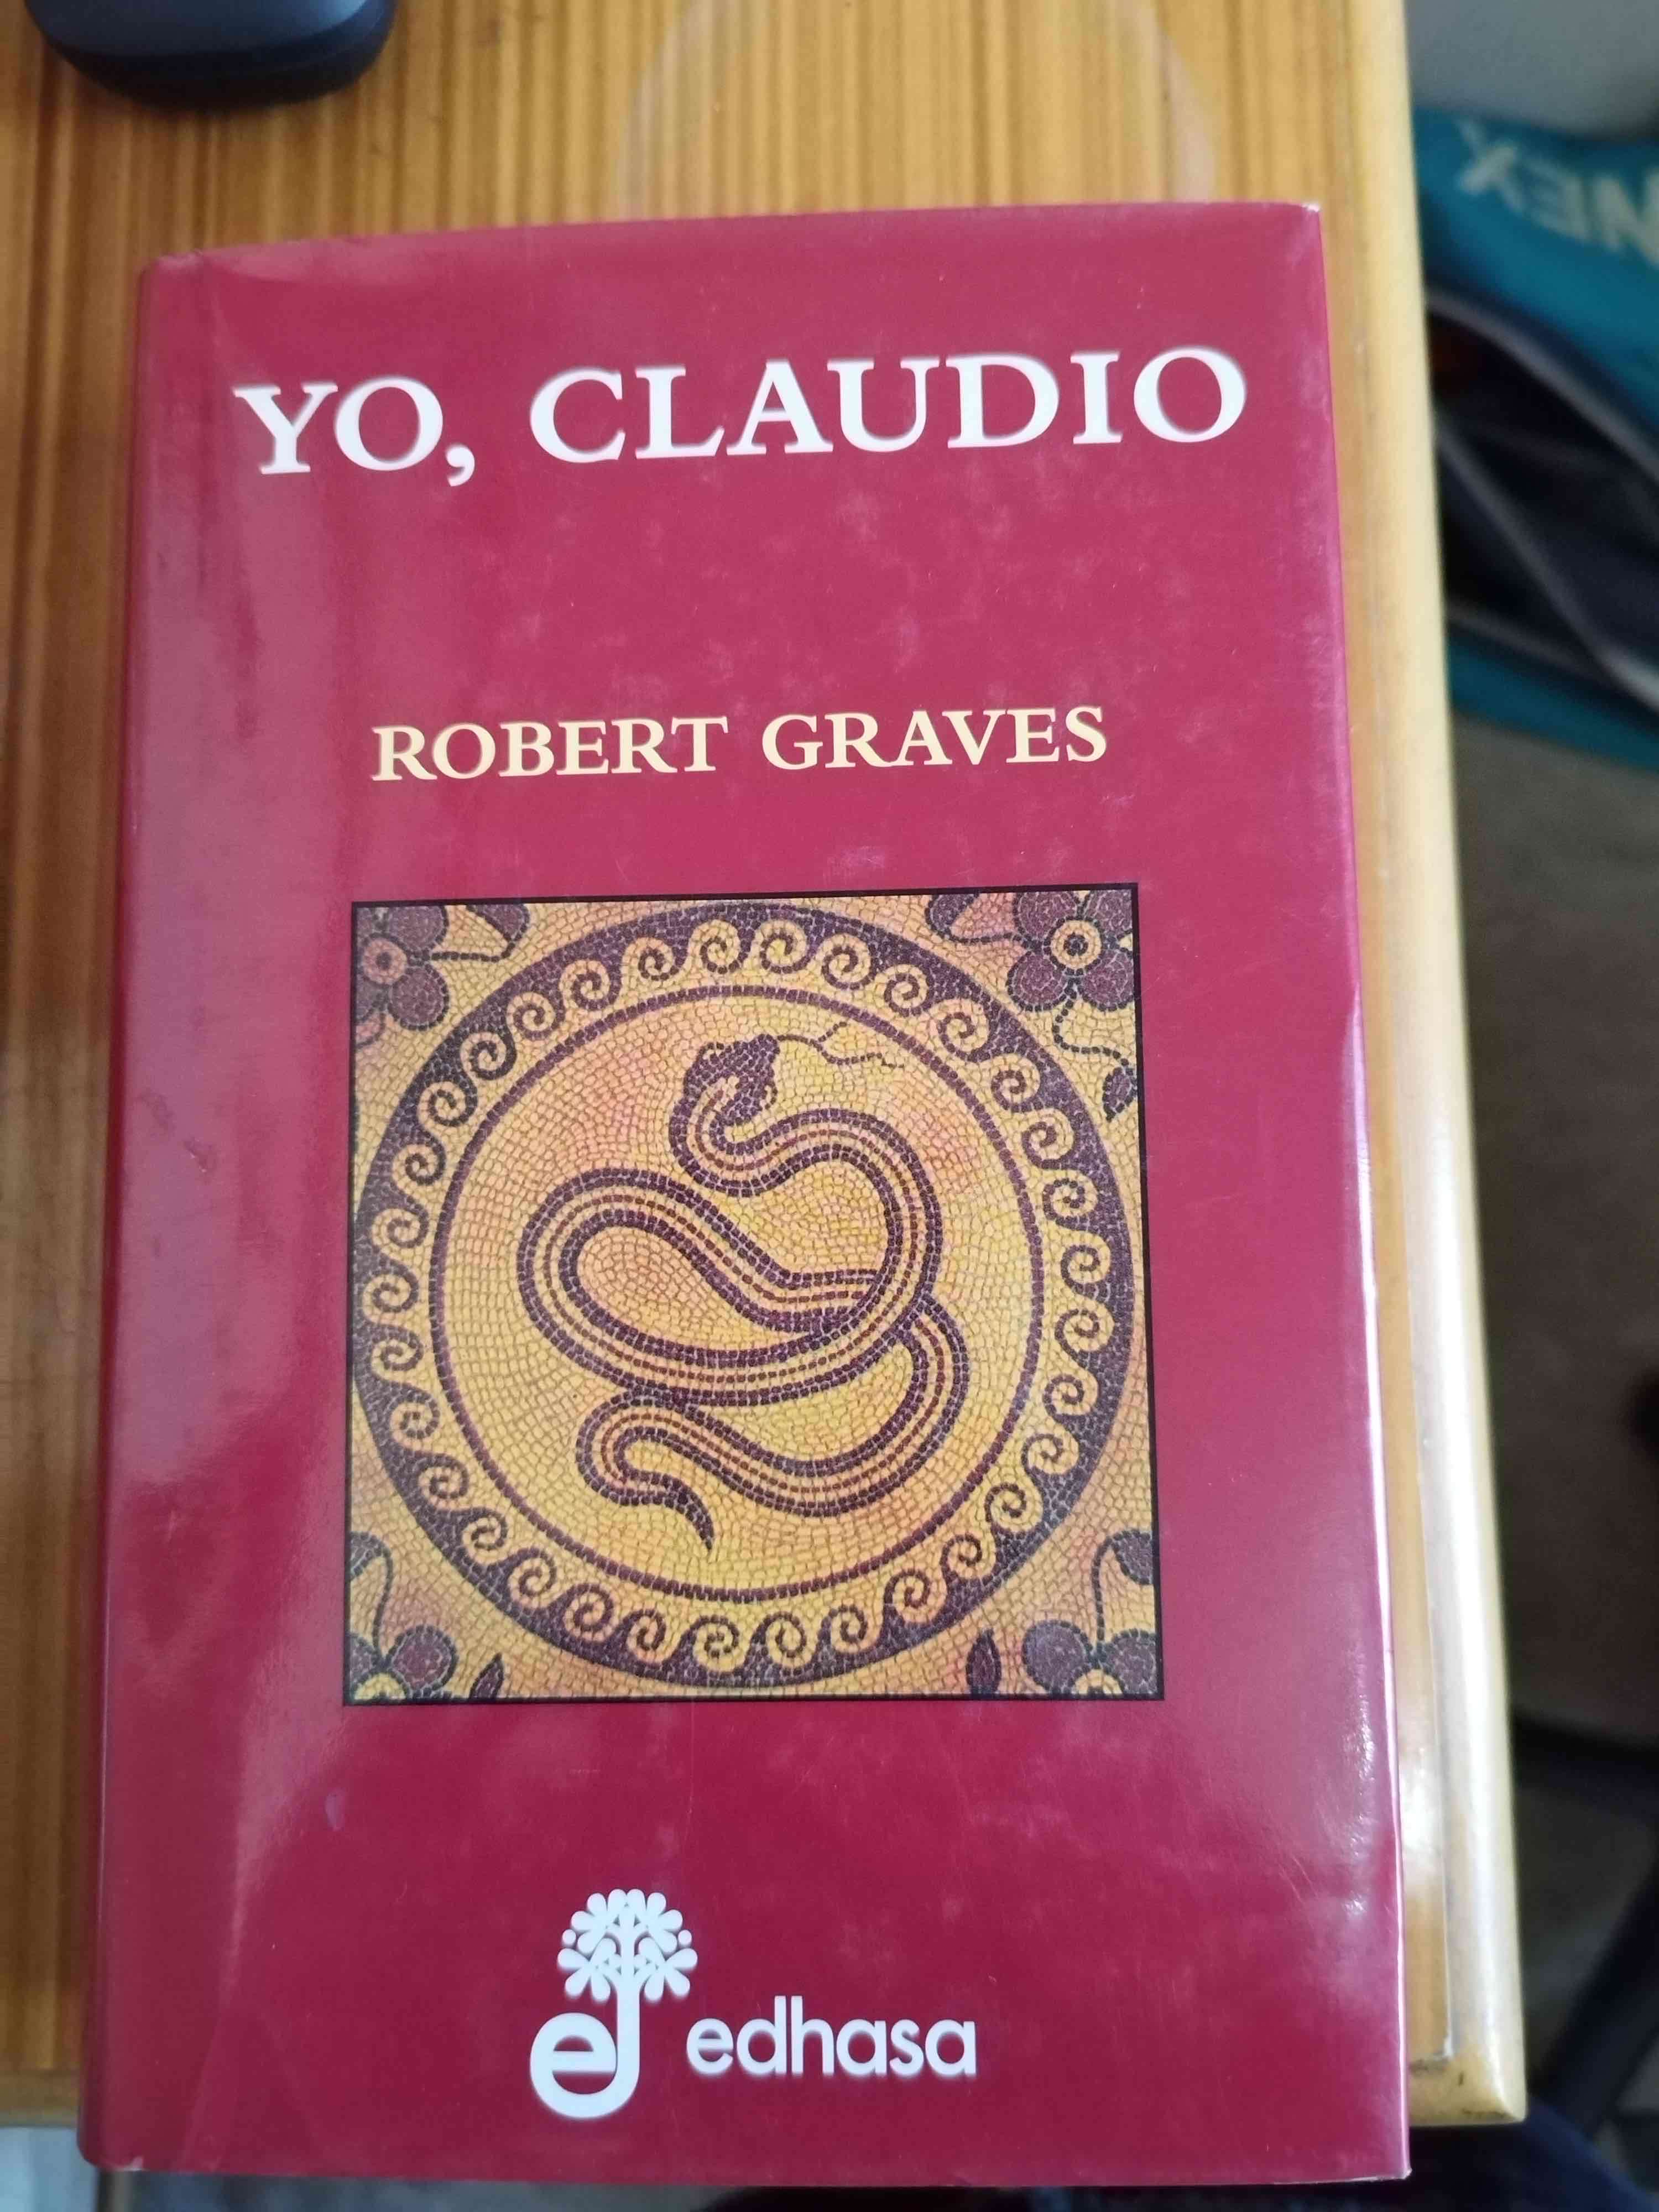 YO, CLAUDIO
ROBERT GRAVES
edhasa